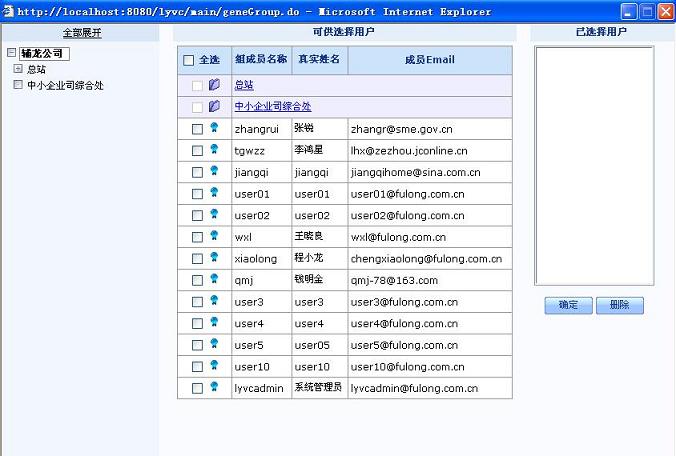 http://localhost:8080/lyvc/main/geneGroup.do - Microsoft Internet Explorer
全部展开
辅龙公司
总站
中小企业司综合处
可供选择用户
全选 组成员名称 真实姓名 成员Email
总站
中小企业司综合处
zhangrui 张锐 zhangr@sme.gov.cn
tgwzz 李鸿星 lhx@zezhou.jconline.cn
jiangqi jiangqi jiangqihome@sina.com.cn
user01 user01 user01@fulong.com.cn
user02 user02 user02@fulong.com.cn
wxl 王晓良 wxl@fulong.com.cn
xiaolong 程小龙 chengxiaolong@fulong.com.cn
qmj 钱明金 qmj-78@163.com
user3 user3 user3@fulong.com.cn
user4 user4 user4@fulong.com.cn
user5 user05 user5@fulong.com.cn
user10 user10 user10@fulong.com.cn
lyvcadmin 系统管理员 lyvcadmin@fulong.com.cn
已选择用户
确定 删除